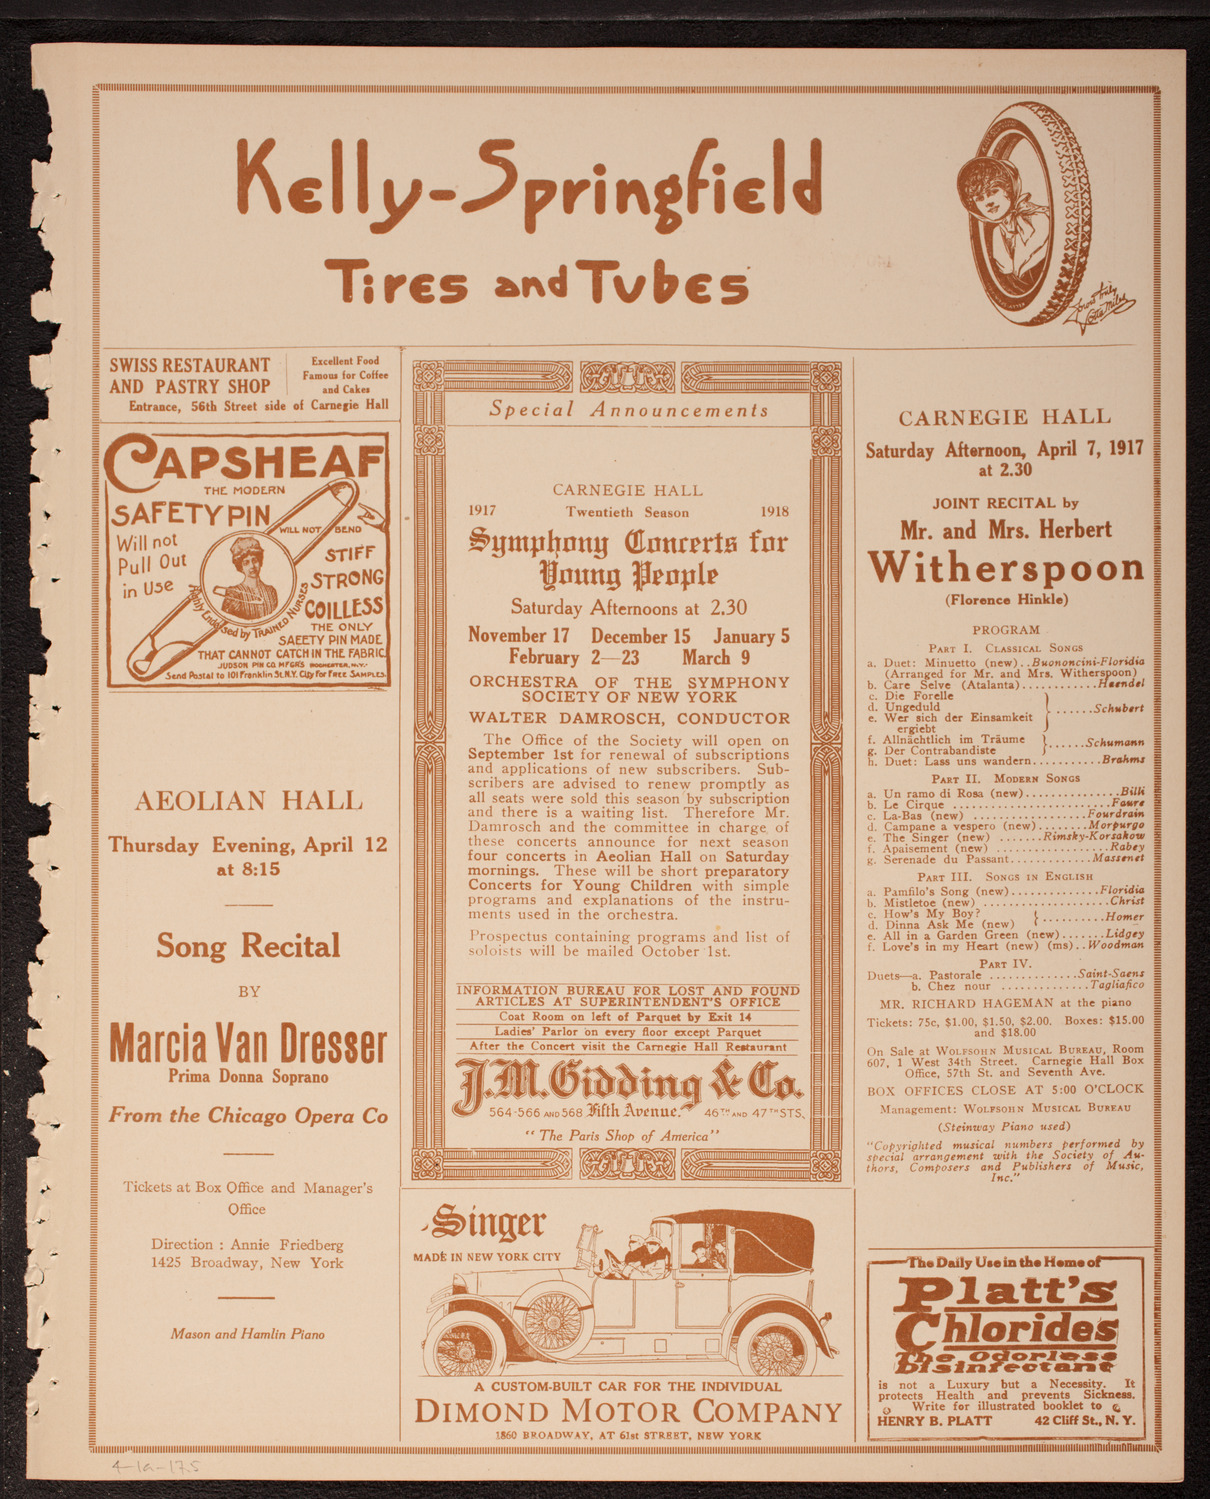 Kelly-Springfield
Tires and Tubes
Yours truly
Lotta Miles
SWISS RESTAURANT
AND PASTRY SHOP
Excellent Food
Famous for Coffee
and Cakes
Entrance, 56th Street side of Carnegie Hall
CAPSHEAF
THE MODERN
SAFETY PIN
WILL NOT BEND
Will not
Pull Out
in Use
STIFF
STRONG
COILLESS
Highly Endorsed by TRAINED NURSES
THE ONLY
SAFETY PIN MADE
THAT CANNOT CATCH IN THE FABRIC.
JUDSON PIN CO. MFGRS ROCHESTER, N.Y.
Send Postal to 101 Franklin St. N.Y. City for FREE SAMPLES.
AEOLIAN HALL
Thursday Evening, April 12
at 8:15
Song Recital
BY
Marcia Van Dresser
Prima Donna Soprano
From the Chicago Opera Co
Tickets at Box Office and Manager's
Office
Direction : Annie Friedberg
1425 Broadway, New York
Mason and Hamlin Piano
Special Announcements
CARNEGIE HALL
1917 Twentieth Season 1918
Symphony Concerts for
Young People
Saturday Afternoons at 2.30
November 17 December 15 January 5
February 2—23 March 9
ORCHESTRA OF THE SYMPHONY
SOCIETY OF NEW YORK
WALTER DAMROSCH, CONDUCTOR
The Office of the Society will open on
September 1st for renewal of subscriptions
and applications of new subscribers. Sub-
scribers are advised to renew promptly as
all seats were sold this season by subscription
and there is a waiting list. Therefore Mr.
Damrosch and the committee in charge of
these concerts announce for next season
four concerts in Aeolian Hall on Saturday
mornings. These will be short preparatory
Concerts for Young Children with simple
programs and explanations of the instru-
ments used in the orchestra.
Prospectus containing programs and list of
soloists will be mailed October 1st.
INFORMATION BUREAU FOR LOST AND FOUND
ARTICLES AT SUPERINTENDENT'S OFFICE
Coat Room on left of Parquet by Exit 14
Ladies' Parlor on every floor except Parquet
After the Concert visit the Carnegie Hall Restaurant
J.M. Gidding & Co.
564-566 AND 568 Fifth Avenue. 46TH AND 47TH STS.
"The Paris Shop of America"
Singer
MADE IN NEW YORK CITY
A CUSTOM-BUILT CAR FOR THE INDIVIDUAL
DIMOND MOTOR COMPANY
1860 BROADWAY, AT 61st STREET, NEW YORK
CARNEGIE HALL
Saturday Afternoon, April 7, 1917
at 2.30
JOINT RECITAL by
Mr. and Mrs. Herbert
Witherspoon
(Florence Hinkle)
PROGRAM
PART I. CLASSICAL SONGS
a. Duet: Minuetto (new)..Buononcini-Floridia
(Arranged for Mr. and Mrs. Witherspoon)
b. Care Selve (Atalanta)............Haendel
c. Die Forelle
d. Ungeduld ......Schubert
e. Wer sich der Einsamkeit
ergiebt
f. Allnächtlich im Träume
g. Der Contrabandiste ......Schumann
h. Duet: Lass uns wandern...........Brahms
PART II. MODERN SONGS
a. Un ramo di Rosa (new)..............Billi
b. Le Cirque ........................Faure
c. La-Bas (new) .................Fourdrain
d. Campane a vespero (new)........Morpurgo
e. The Singer (new) .......Rimsky-Korsakow
f. Apaisement (new) .................Rabey
g. Serenade du Passant.............Massenet
PART III. SONGS IN ENGLISH
a. Pamfilo's Song (new)..............Floridia
b. Mistletoe (new) ...................Christ
c. How's My Boy?
d. Dinna Ask Me (new) ..........Homer
e. All in a Garden Green (new).......Lidgey
f. Love's in my Heart (new) (ms)..Woodman
PART IV.
Duets—a. Pastorale .............Saint-Saens
b. Chez nour .............Tagliafico
MR. RICHARD HAGEMAN at the piano
Tickets: 75c, $1.00, $1.50, $2.00. Boxes: $15.00
and $18.00
On Sale at WOLFSOHN MUSICAL BUREAU, Room
607, 1 West 34th Street. Carnegie Hall Box
Office, 57th St. and Seventh Ave.
BOX OFFICES CLOSE AT 5:00 O'CLOCK
Management: WOLFSOHN MUSICAL BUREAU
(Steinway Piano used)
"Copyrighted musical numbers performed by
special arrangement with the Society of Au-
thors, Composers and Publishers of Music,
Inc."
The Daily Use in the Home of
Platt's
Chlorides
The Odorless
Disinfectant
is not a Luxury but a Necessity. It
protects Health and prevents Sickness.
Write for illustrated booklet to
HENRY B. PLATT 42 Cliff St., N. Y.